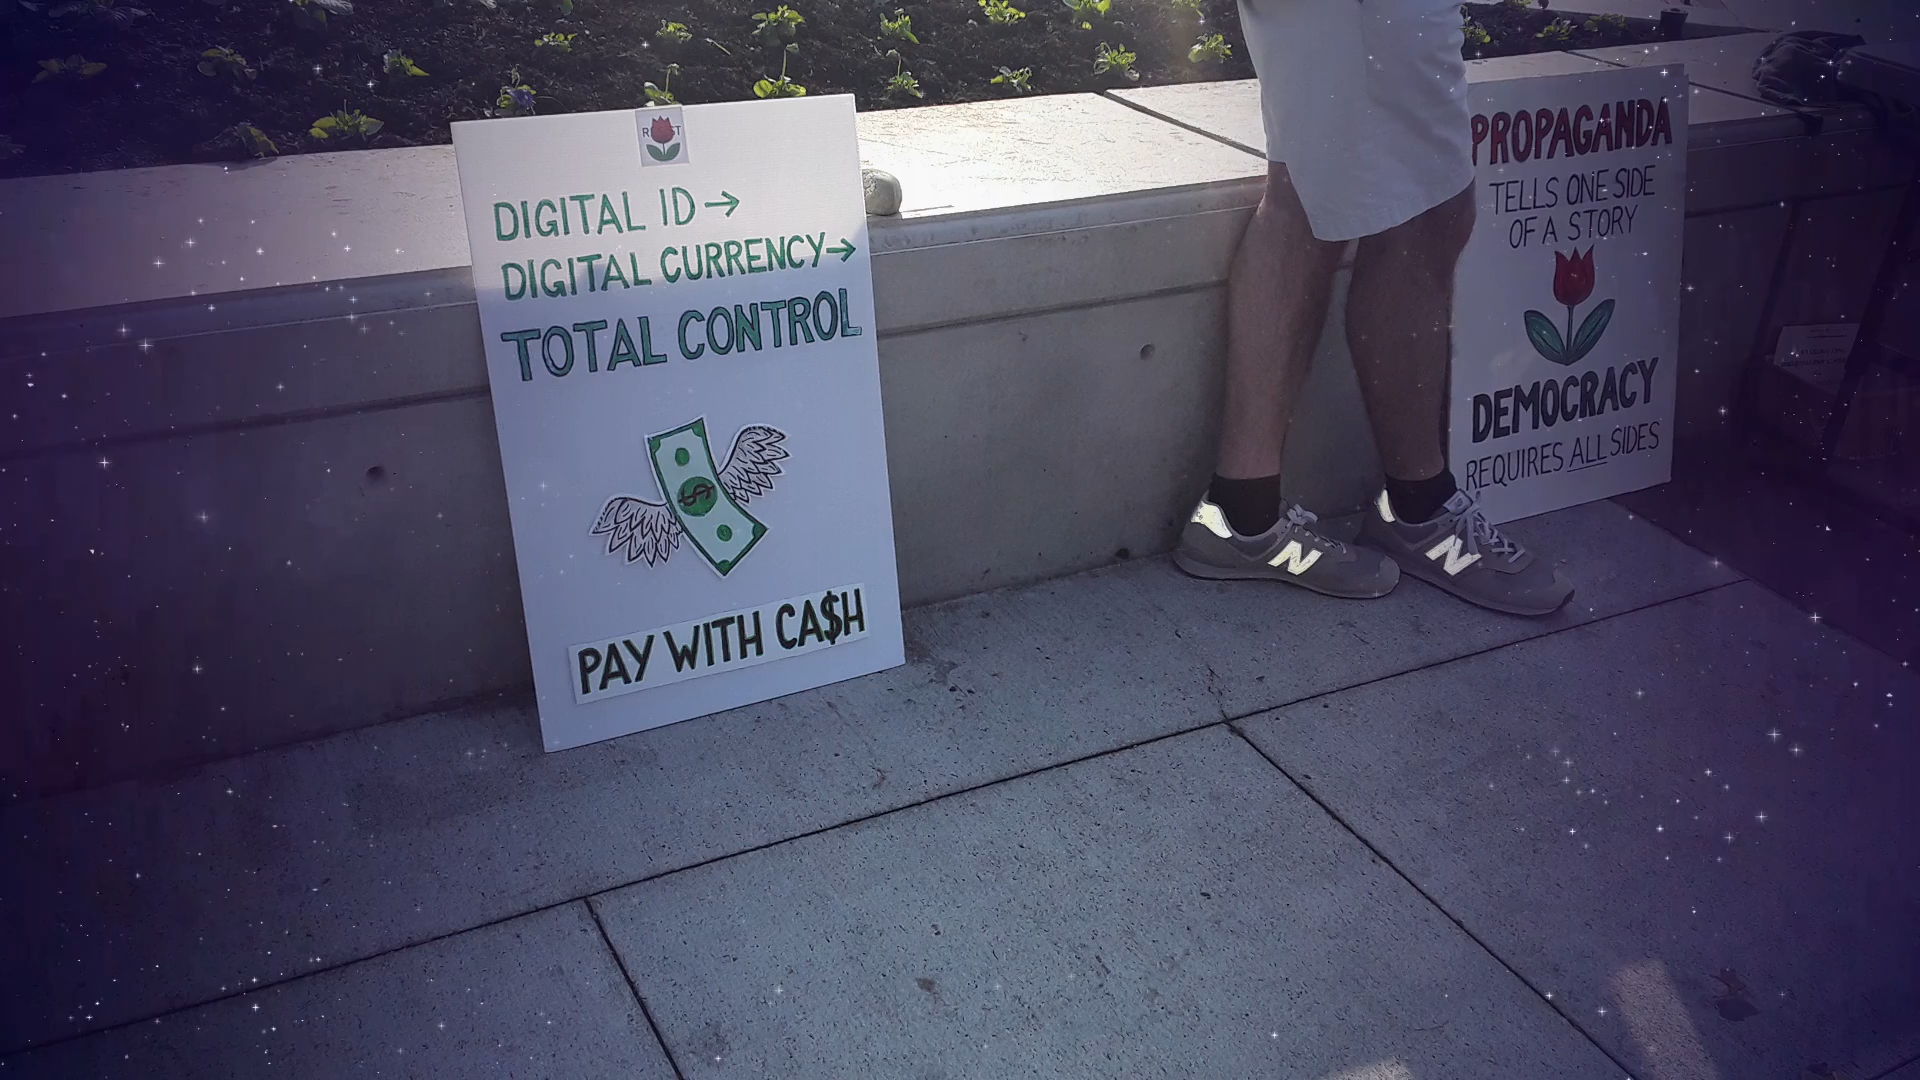 R T
DIGITAL ID →
DIGITAL CURRENCY →
TOTAL CONTROL
$
PAY WITH CA$H
PROPAGANDA
TELLS ONE SIDE
OF A STORY
DEMOCRACY
REQUIRES ALL SIDES
N
N